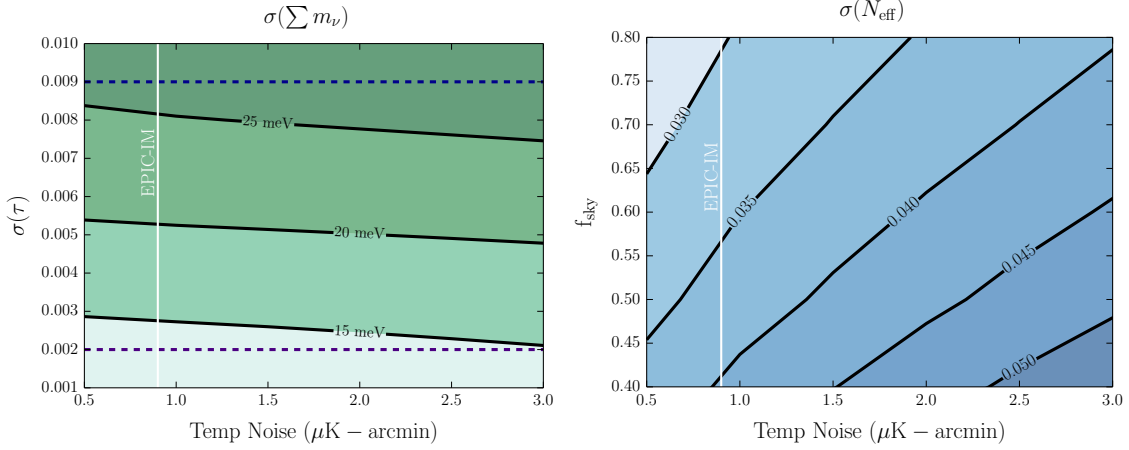 σ(∑ mν)
0.010
0.009
0.008
0.007
0.006
0.005
0.004
0.003
0.002
0.001
σ(τ)
25 meV
20 meV
15 meV
EPIC-IM
0.5 1.0 1.5 2.0 2.5 3.0
Temp Noise (μK − arcmin)
σ(Neff)
0.80
0.75
0.70
0.65
0.60
0.55
0.50
0.45
0.40
fsky
0.030
0.035
0.040
0.045
0.050
EPIC-IM
0.5 1.0 1.5 2.0 2.5 3.0
Temp Noise (μK − arcmin)